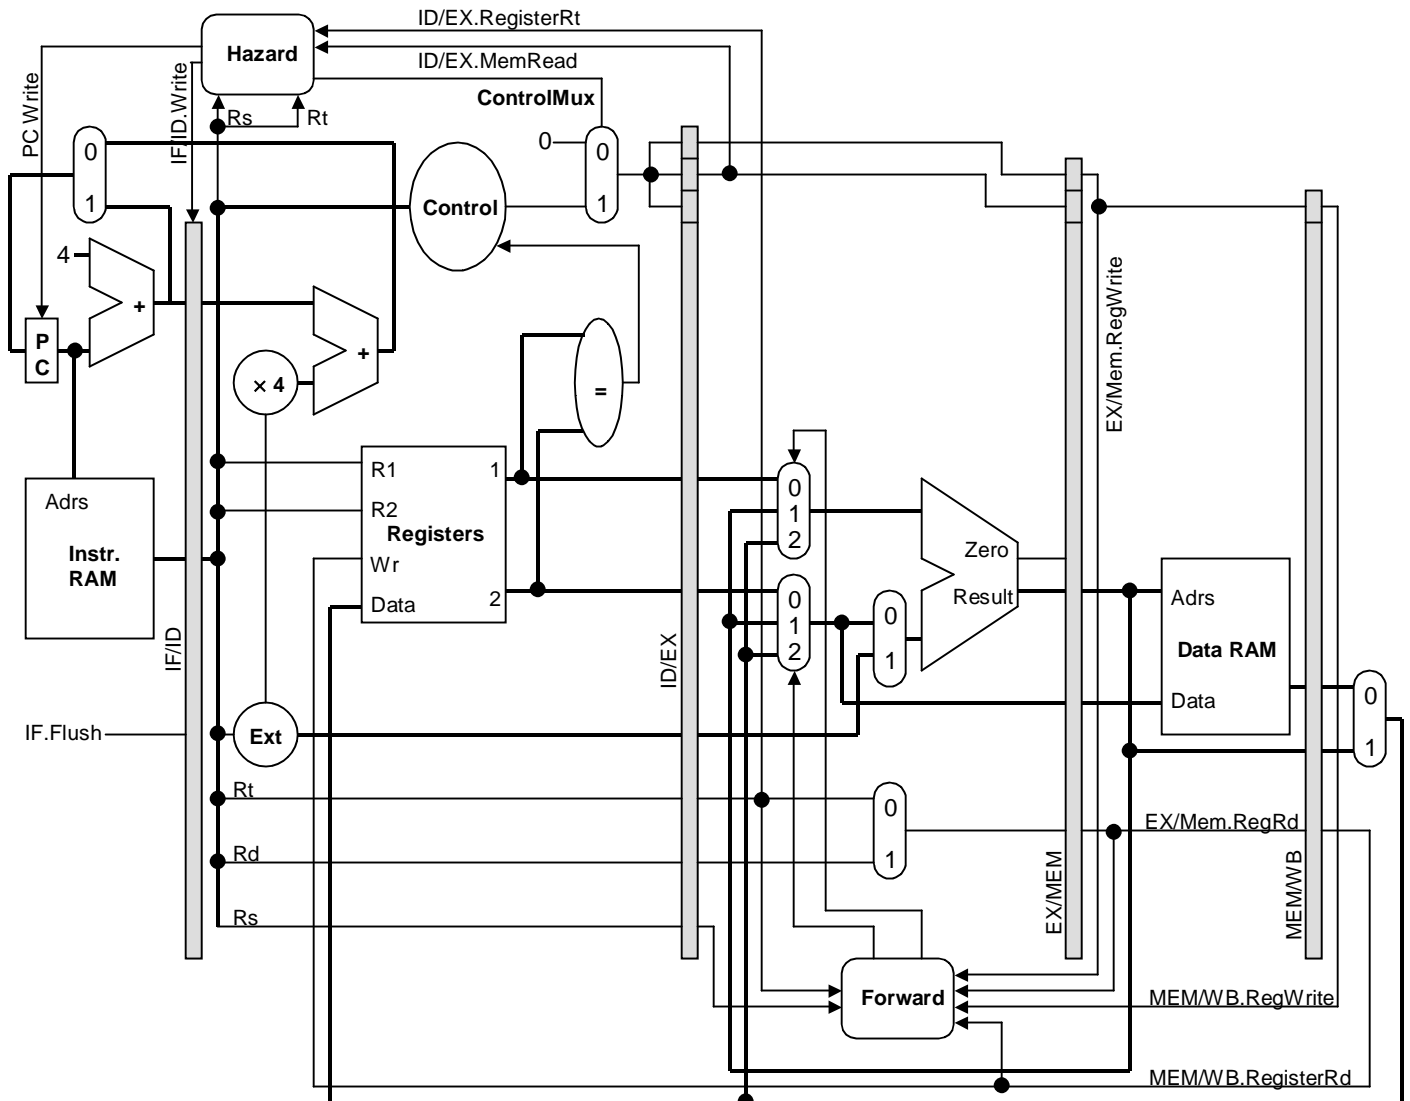 ID/EX.RegisterRt
Hazard
ID/EX.MemRead
PC Write
IF/ID.Write
ControlMux
Rs
Rt
0
0
0
1
1
Control
4
+
P
C
+
× 4
=
EX/Mem.RegWrite
R1
1
Adrs
R2
Registers
Instr.
RAM
Wr
Data
2
0
1
2
Zero
Result
0
1
2
0
1
Adrs
Data RAM
Data
0
1
IF/ID
ID/EX
IF.Flush
Ext
Rt
0
EX/Mem.RegRd
Rd
1
Rs
EX/MEM
MEM/WB
Forward
MEM/WB.RegWrite
MEM/WB.RegisterRd